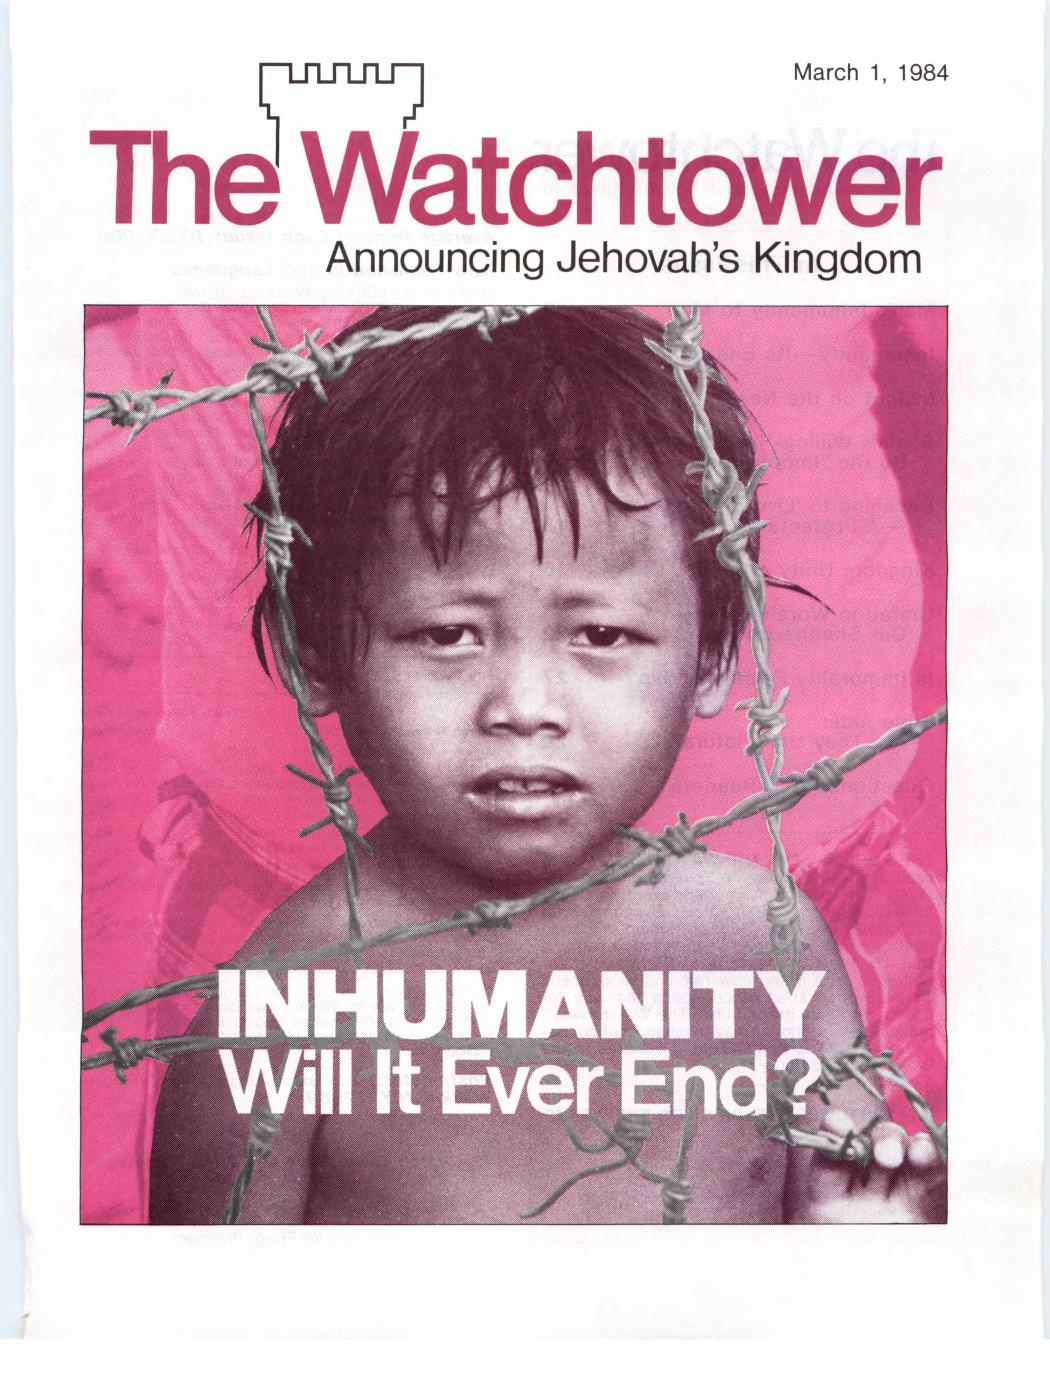 March 1, 1984
The Watchtower
Announcing Jehovah's Kingdom
INHUMANITY
Will It Ever End?